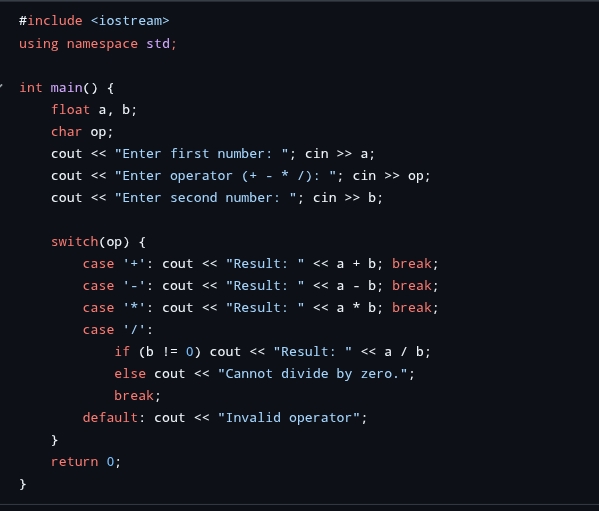 #include <iostream>
using namespace std;
int main() {
float a, b;
char op;
cout << "Enter first number: "; cin >> a;
cout << "Enter operator (+ - * /): "; cin >> op;
cout << "Enter second number: "; cin >> b;
switch(op) {
case '+': cout << "Result: " << a + b; break;
case '-': cout << "Result: " << a - b; break;
case '*': cout << "Result: " << a * b; break;
case '/':
if (b != 0) cout << "Result: " << a / b;
else cout << "Cannot divide by zero.";
break;
default: cout << "Invalid operator";
}
return 0;
}